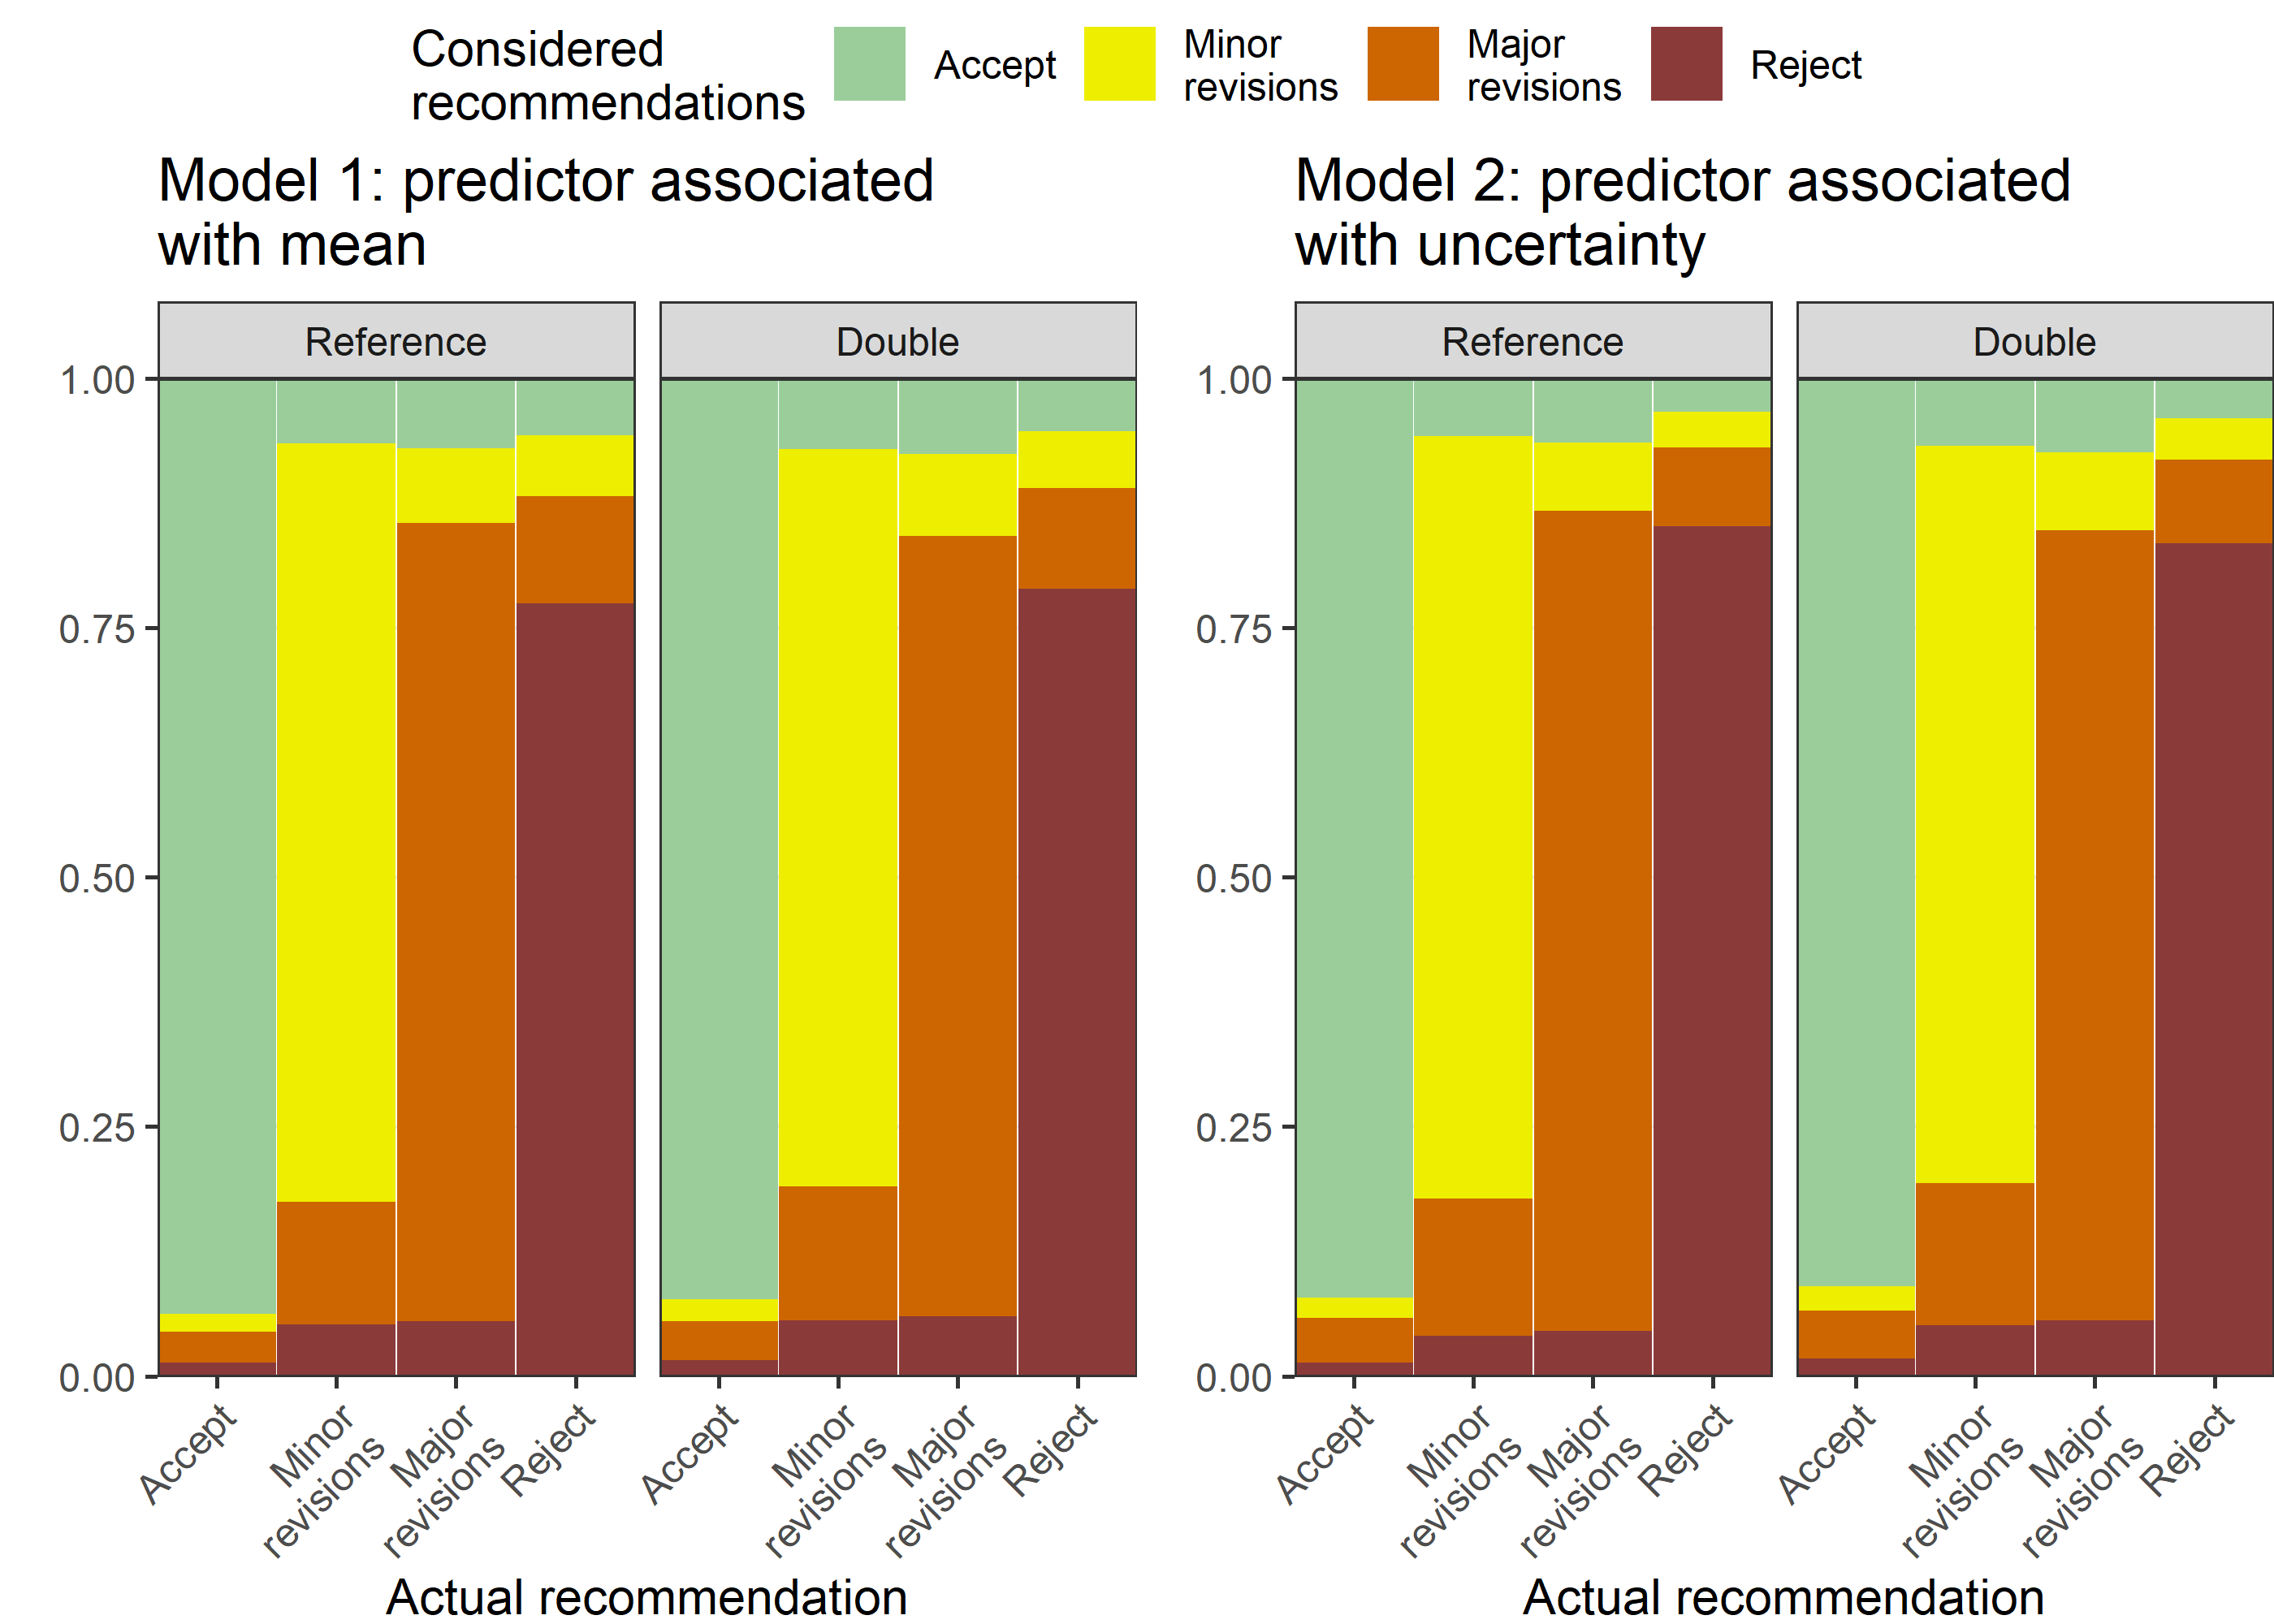 Considered
recommendations
Accept
Minor
revisions
Major
revisions
Reject
Model 1: predictor associated
with mean
Reference
Double
1.00
0.75
0.50
0.25
0.00
Accept
Minor
revisions
Major
revisions
Reject
Accept
Minor
revisions
Major
revisions
Reject
Actual recommendation
Model 2: predictor associated
with uncertainty
Reference
Double
1.00
0.75
0.50
0.25
0.00
Accept
Minor
revisions
Major
revisions
Reject
Accept
Minor
revisions
Major
revisions
Reject
Actual recommendation